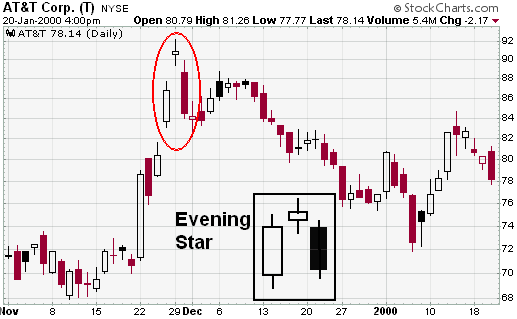 AT&T Corp. (T) NYSE © StockCharts.com
20-Jan-2000 4:00pm Open 80.79 High 81.26 Low 77.77 Last 78.14 Volume 5.4M Chg -2.17
AT&T 78.14 (Daily)
92
90
88
86
84
82
80
78
76
74
72
70
68
Evening
Star
Nov 8 15 22 29 Dec 6 13 20 27 2000 10 18